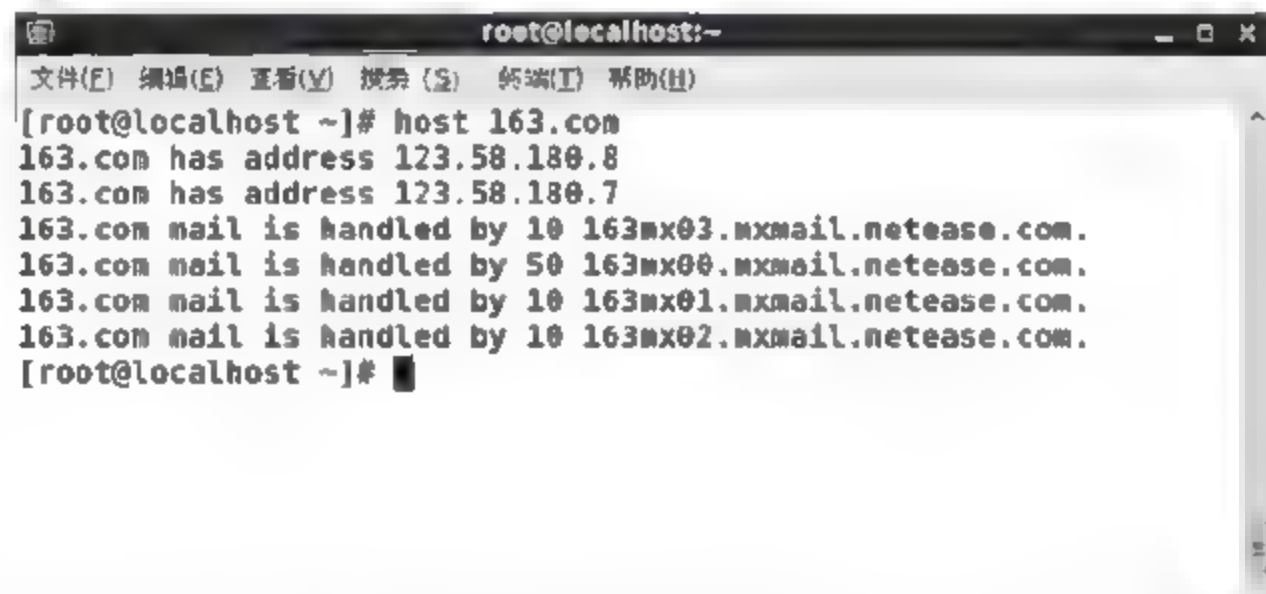 root@localhost:~
文件(F) 编辑(E) 查看(V) 搜索 (S) 终端(T) 帮助(H)
[root@localhost ~]# host 163.com
163.com has address 123.58.180.8
163.com has address 123.58.180.7
163.com mail is handled by 10 163mx03.mxmail.netease.com.
163.com mail is handled by 50 163mx00.mxmail.netease.com.
163.com mail is handled by 10 163mx01.mxmail.netease.com.
163.com mail is handled by 10 163mx02.mxmail.netease.com.
[root@localhost ~]#